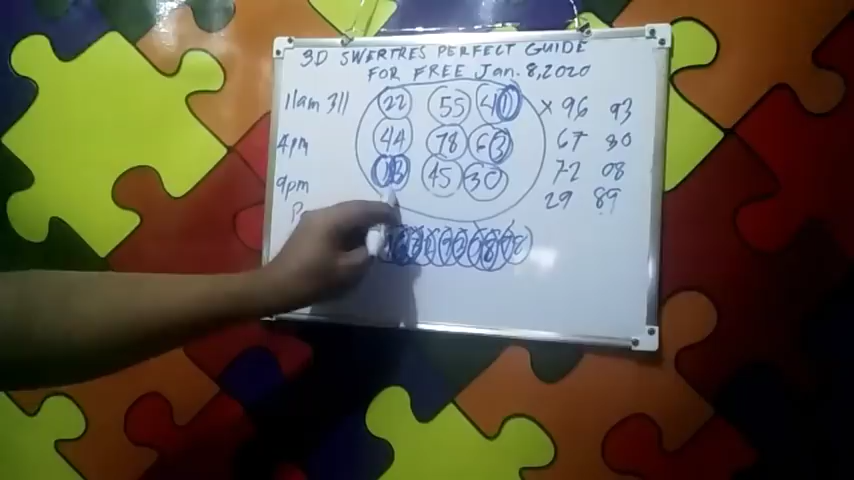 3D SWERTRES PERFECT GUIDE
FOR FREE Jan. 8, 2020
11am 311 22 55 40 x 96 93
4pm 44 78 63 67 80
9pm 03 45 30 72 08
29 89